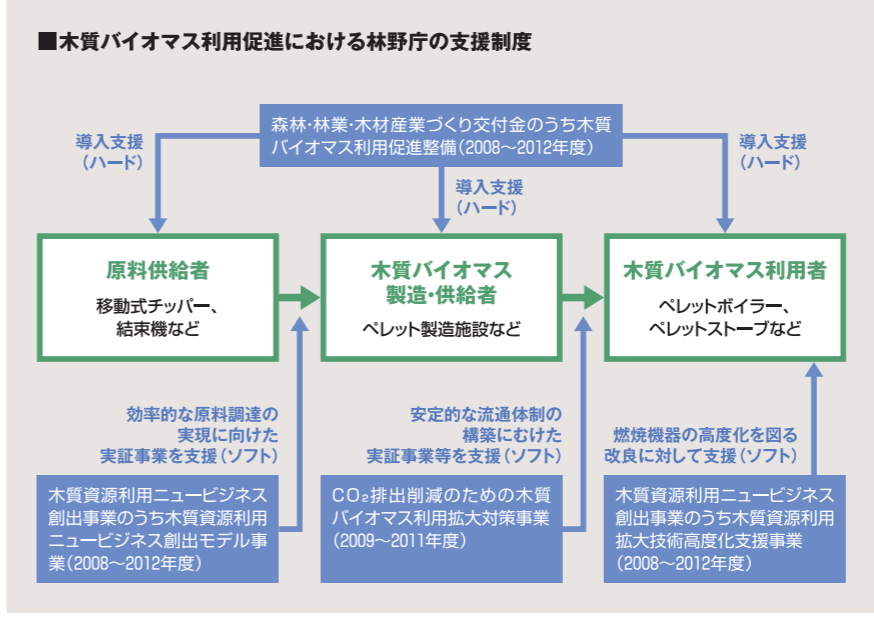 ■木質バイオマス利用促進における林野庁の支援制度
森林・林業・木材産業づくり交付金のうち木質
バイオマス利用促進整備(2008〜2012年度)
導入支援
(ハード)
導入支援
(ハード)
導入支援
(ハード)
原料供給者
移動式チッパー、
結束機など
木質バイオマス
製造・供給者
ペレット製造施設など
木質バイオマス利用者
ペレットボイラー、
ペレットストーブなど
効率的な原料調達の
実現に向けた
実証事業を支援(ソフト)
安定的な流通体制の
構築にむけた
実証事業等を支援(ソフト)
燃焼機器の高度化を図る
改良に対して支援(ソフト)
木質資源利用ニュービジネス
創出事業のうち木質資源利用
ニュービジネス創出モデル事
業(2008〜2012年度)
CO₂排出削減のための木質
バイオマス利用拡大対策事業
(2009〜2011年度)
木質資源利用ニュービジネス
創出事業のうち木質資源利用
拡大技術高度化支援事業
(2008〜2012年度)